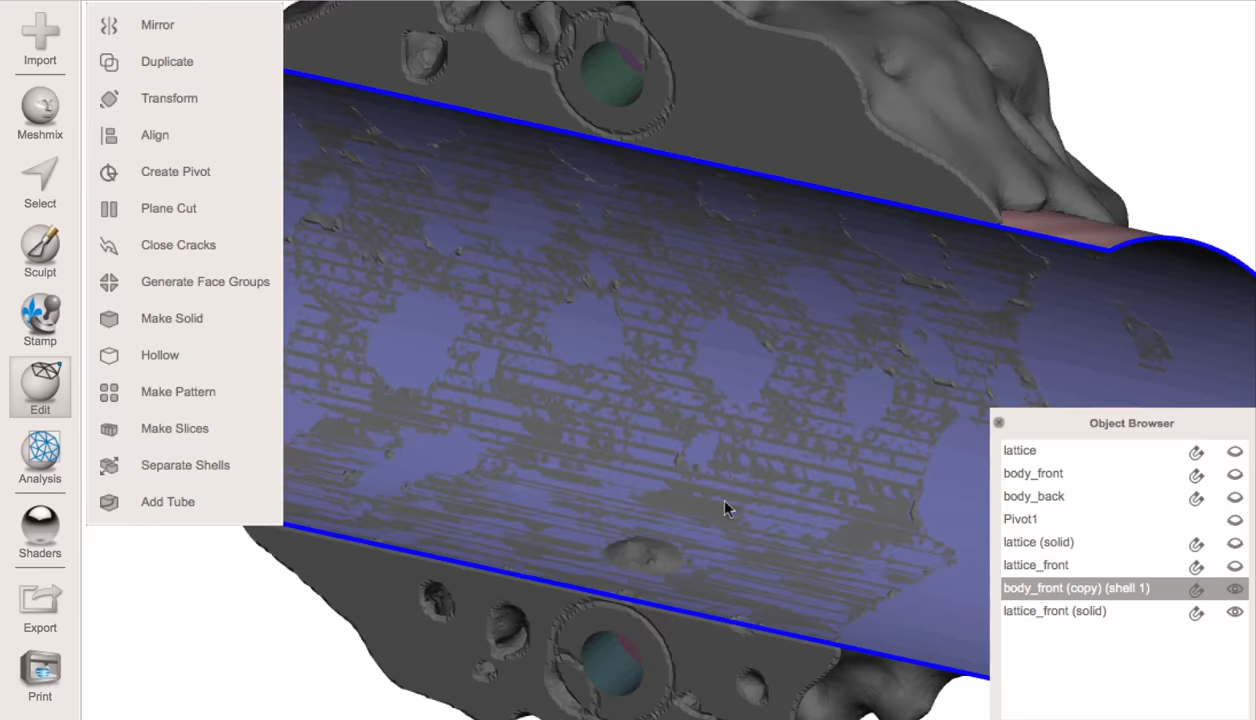 Import
Meshmix
Select
Sculpt
Stamp
Edit
Analysis
Shaders
Export
Print
Mirror
Duplicate
Transform
Align
Create Pivot
Plane Cut
Close Cracks
Generate Face Groups
Make Solid
Hollow
Make Pattern
Make Slices
Separate Shells
Add Tube
Object Browser
lattice
body_front
body_back
Pivot1
lattice (solid)
lattice_front
body_front (copy) (shell 1)
lattice_front (solid)